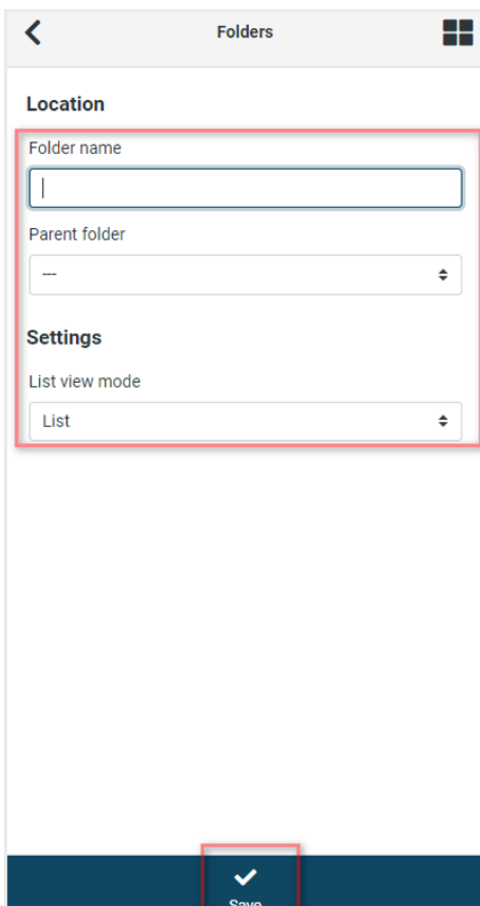 Folders
Location
Folder name
Parent folder
---
Settings
List view mode
List
Save